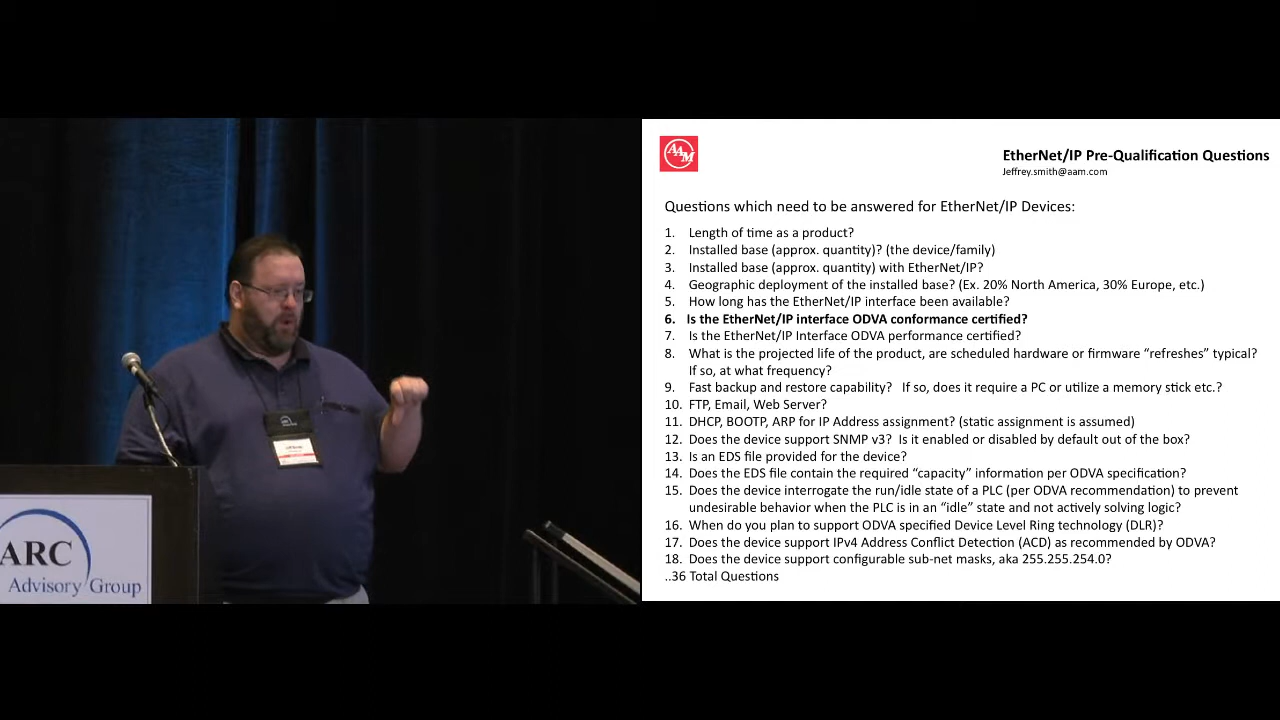 ARC
Advisory Group
AAM
EtherNet/IP Pre-Qualification Questions
Jeffrey.smith@aam.com
Questions which need to be answered for EtherNet/IP Devices:
1. Length of time as a product?
2. Installed base (approx. quantity)? (the device/family)
3. Installed base (approx. quantity) with EtherNet/IP?
4. Geographic deployment of the installed base? (Ex. 20% North America, 30% Europe, etc.)
5. How long has the EtherNet/IP interface been available?
6. Is the EtherNet/IP interface ODVA conformance certified?
7. Is the EtherNet/IP Interface ODVA performance certified?
8. What is the projected life of the product, are scheduled hardware or firmware “refreshes” typical?
If so, at what frequency?
9. Fast backup and restore capability? If so, does it require a PC or utilize a memory stick etc.?
10. FTP, Email, Web Server?
11. DHCP, BOOTP, ARP for IP Address assignment? (static assignment is assumed)
12. Does the device support SNMP v3? Is it enabled or disabled by default out of the box?
13. Is an EDS file provided for the device?
14. Does the EDS file contain the required “capacity” information per ODVA specification?
15. Does the device interrogate the run/idle state of a PLC (per ODVA recommendation) to prevent
undesirable behavior when the PLC is in an “idle” state and not actively solving logic?
16. When do you plan to support ODVA specified Device Level Ring technology (DLR)?
17. Does the device support IPv4 Address Conflict Detection (ACD) as recommended by ODVA?
18. Does the device support configurable sub-net masks, aka 255.255.254.0?
..36 Total Questions